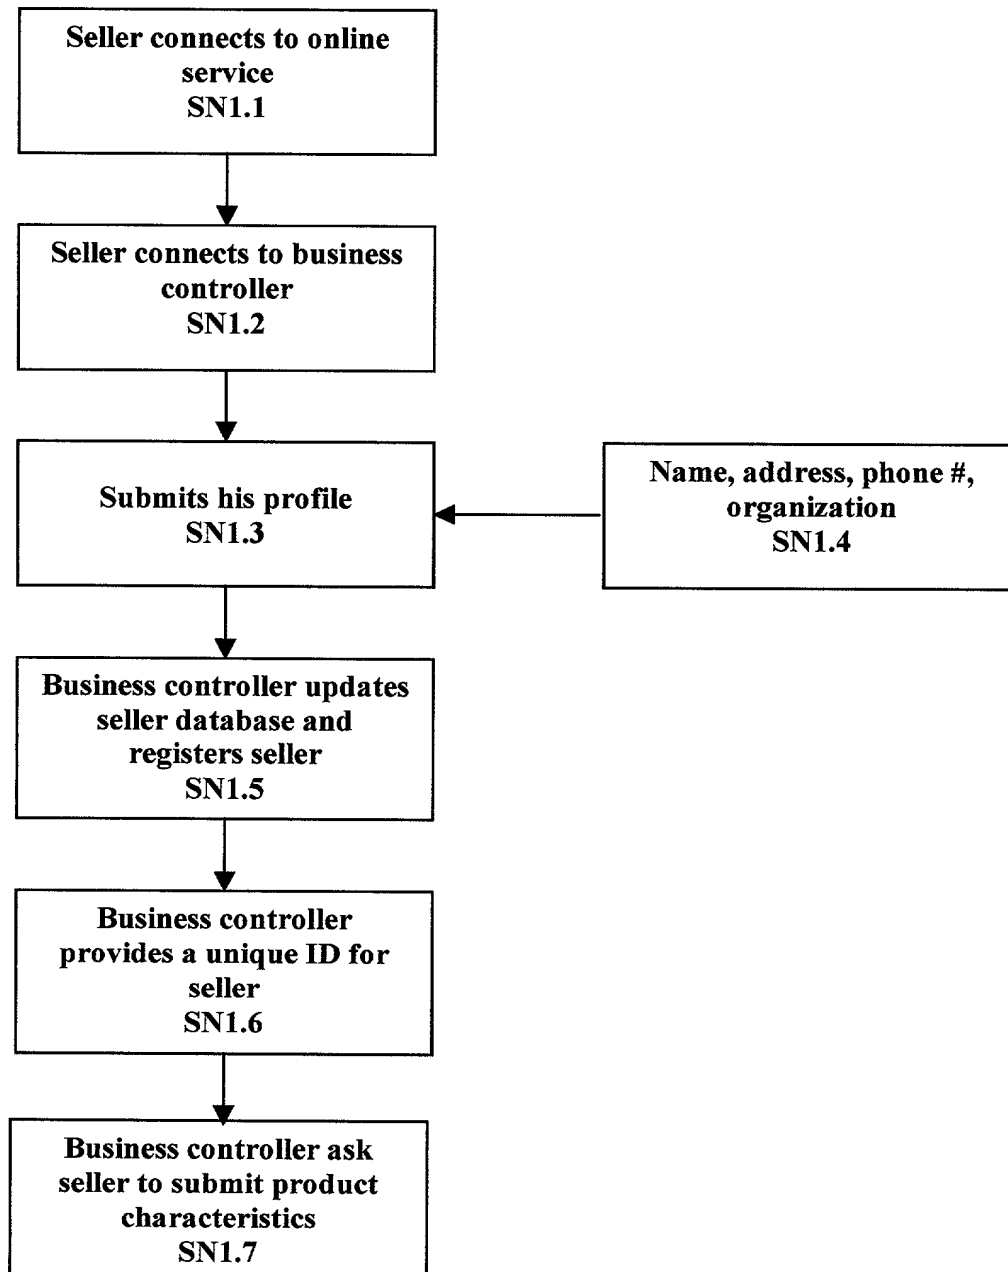 Seller connects to online
service
SN1.1
Seller connects to business
controller
SN1.2
Submits his profile
SN1.3
Name, address, phone #,
organization
SN1.4
Business controller updates
seller database and
registers seller
SN1.5
Business controller
provides a unique ID for
seller
SN1.6
Business controller ask
seller to submit product
characteristics
SN1.7